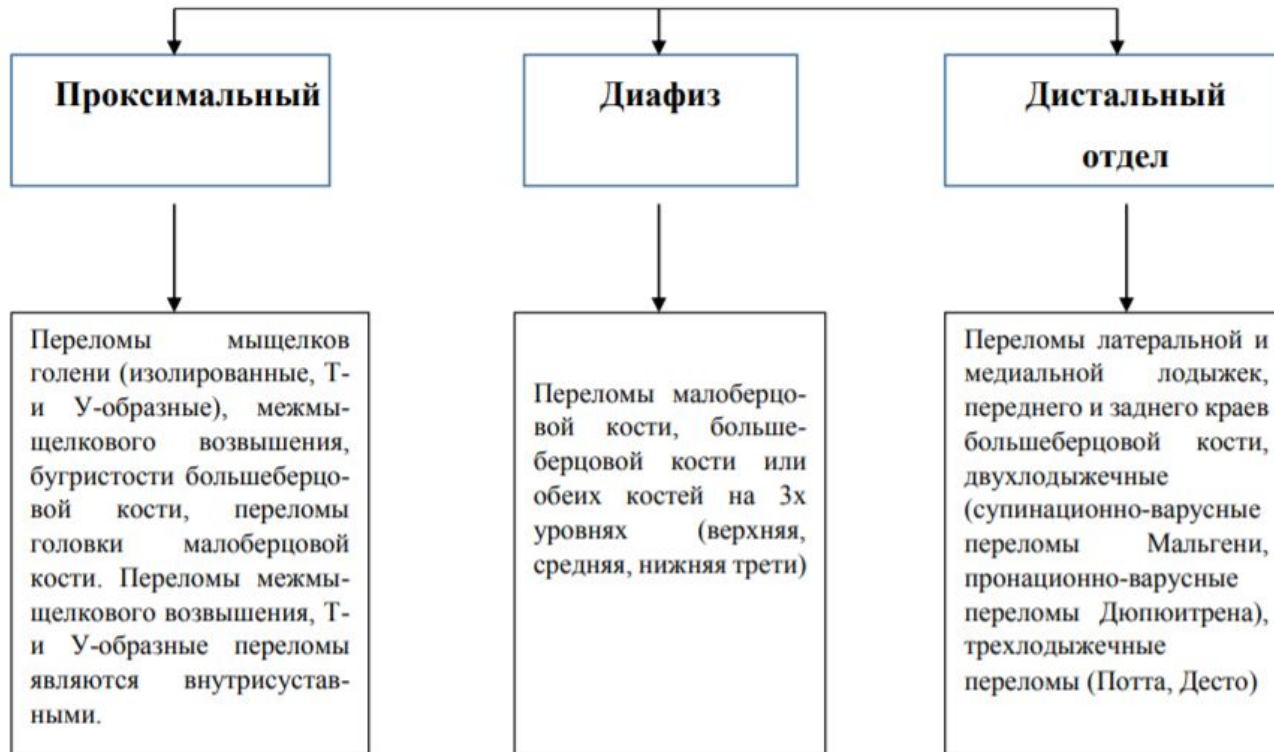 Проксимальный
Диафиз
Дистальный
отдел
Переломы мыщелков
голени (изолированные, Т-
и У-образные), межмы-
щелкового возвышения,
бугристости большеберцо-
вой кости, переломы
головки малоберцовой
кости. Переломы межмы-
щелкового возвышения, Т-
и У-образные переломы
являются внутрисустав-
ными.
Переломы малоберцо-
вой кости, больше-
берцовой кости или
обеих костей на 3х
уровнях (верхняя,
средняя, нижняя трети)
Переломы латеральной и
медиальной лодыжек,
переднего и заднего краев
большеберцовой кости,
двухлодыжечные
(супинационно-варусные
переломы Мальгени,
пронационно-варусные
переломы Дюпюитрена),
трехлодыжечные
переломы (Потта, Десто)